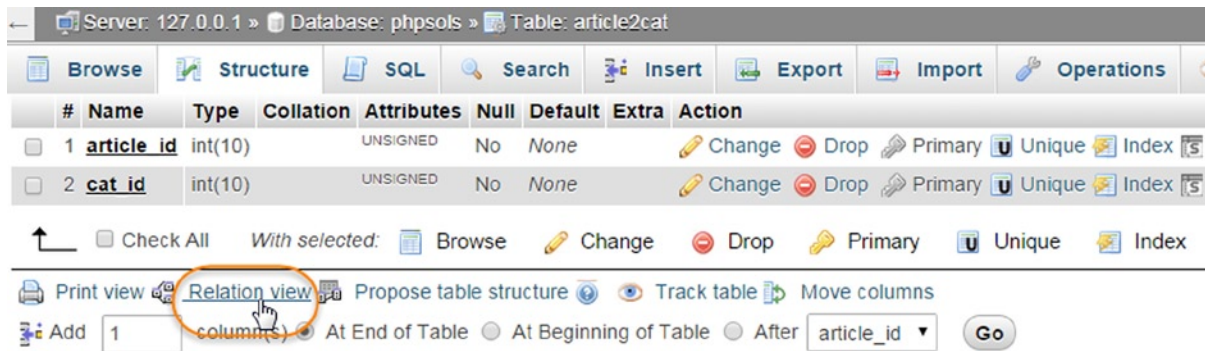 ← Server: 127.0.0.1 » Database: phpsols » Table: article2cat
Browse Structure SQL Search Insert Export Import Operations
# Name Type Collation Attributes Null Default Extra Action
1 article_id int(10) UNSIGNED No None Change Drop Primary U Unique Index S
2 cat_id int(10) UNSIGNED No None Change Drop Primary U Unique Index S
Check All With selected: Browse Change Drop Primary U Unique Index
Print view Relation view Propose table structure Track table Move columns
Add 1 column(s) At End of Table At Beginning of Table After article_id Go